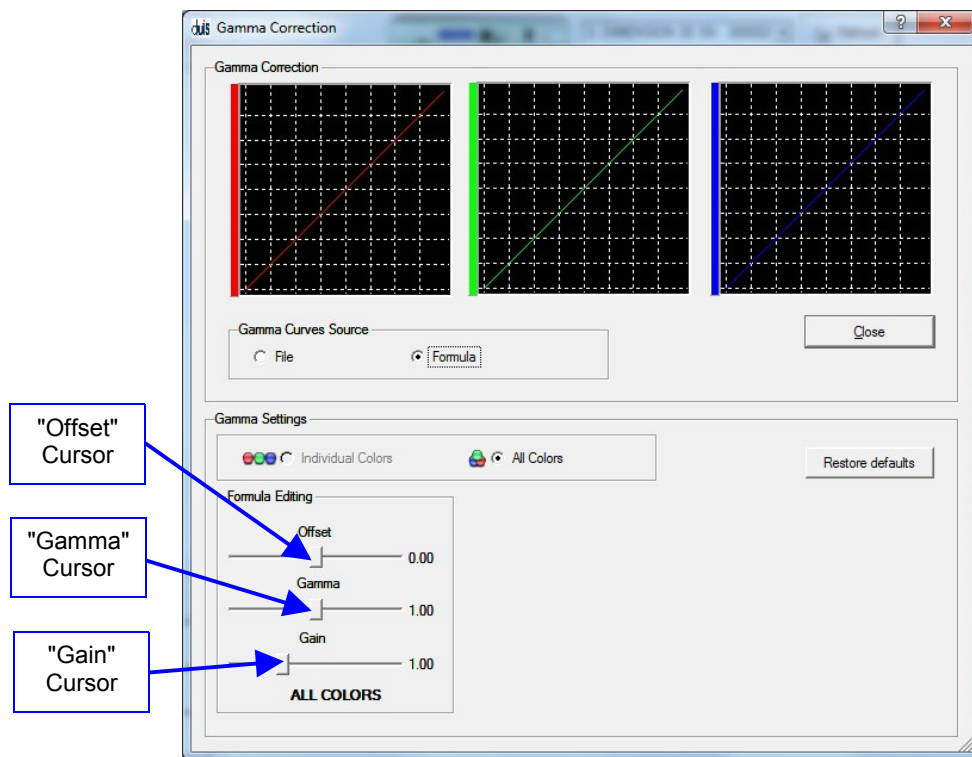 duis Gamma Correction
Gamma Correction
Gamma Curves Source
File
Formula
Close
Gamma Settings
Individual Colors
All Colors
Restore defaults
Formula Editing
"Offset"
Cursor
Offset
0.00
"Gamma"
Cursor
Gamma
1.00
"Gain"
Cursor
Gain
1.00
ALL COLORS